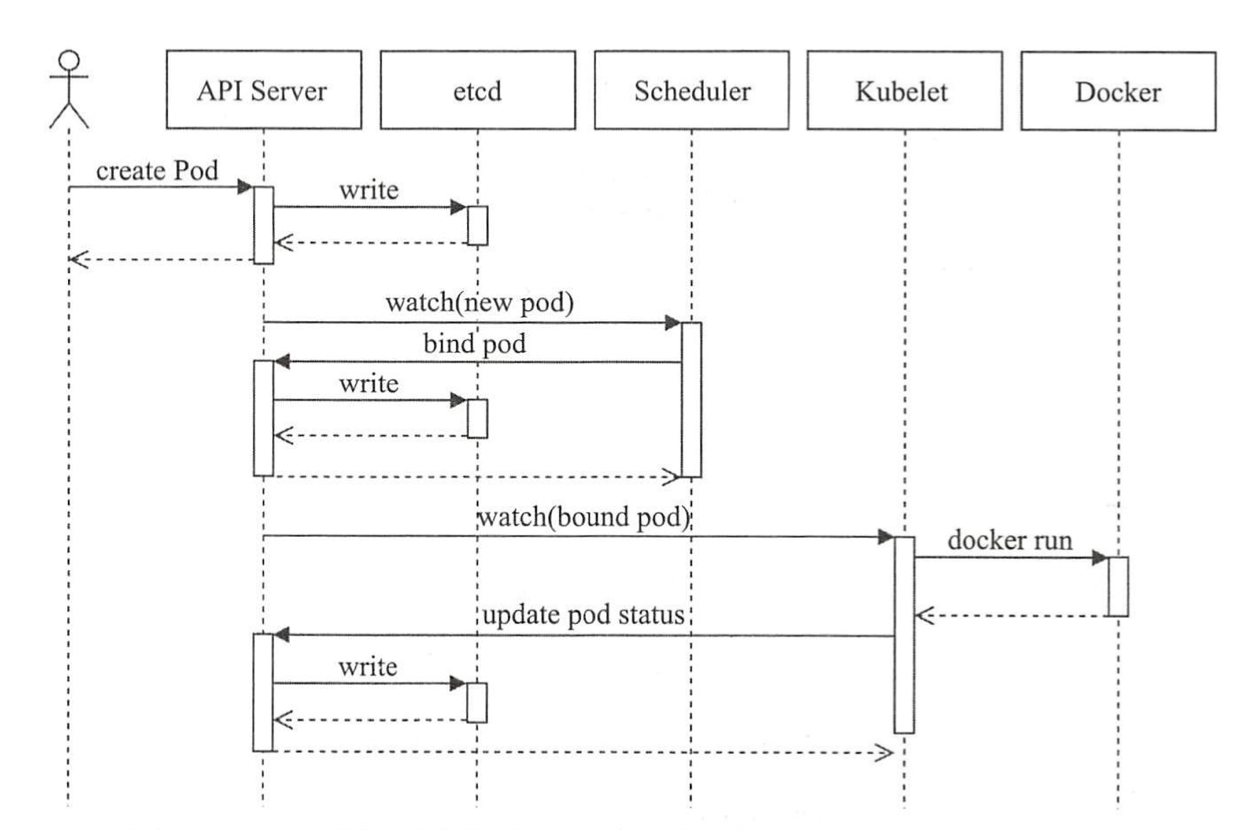 API Server
etcd
Scheduler
Kubelet
Docker
create Pod
write
watch(new pod)
bind pod
write
watch(bound pod)
docker run
update pod status
write